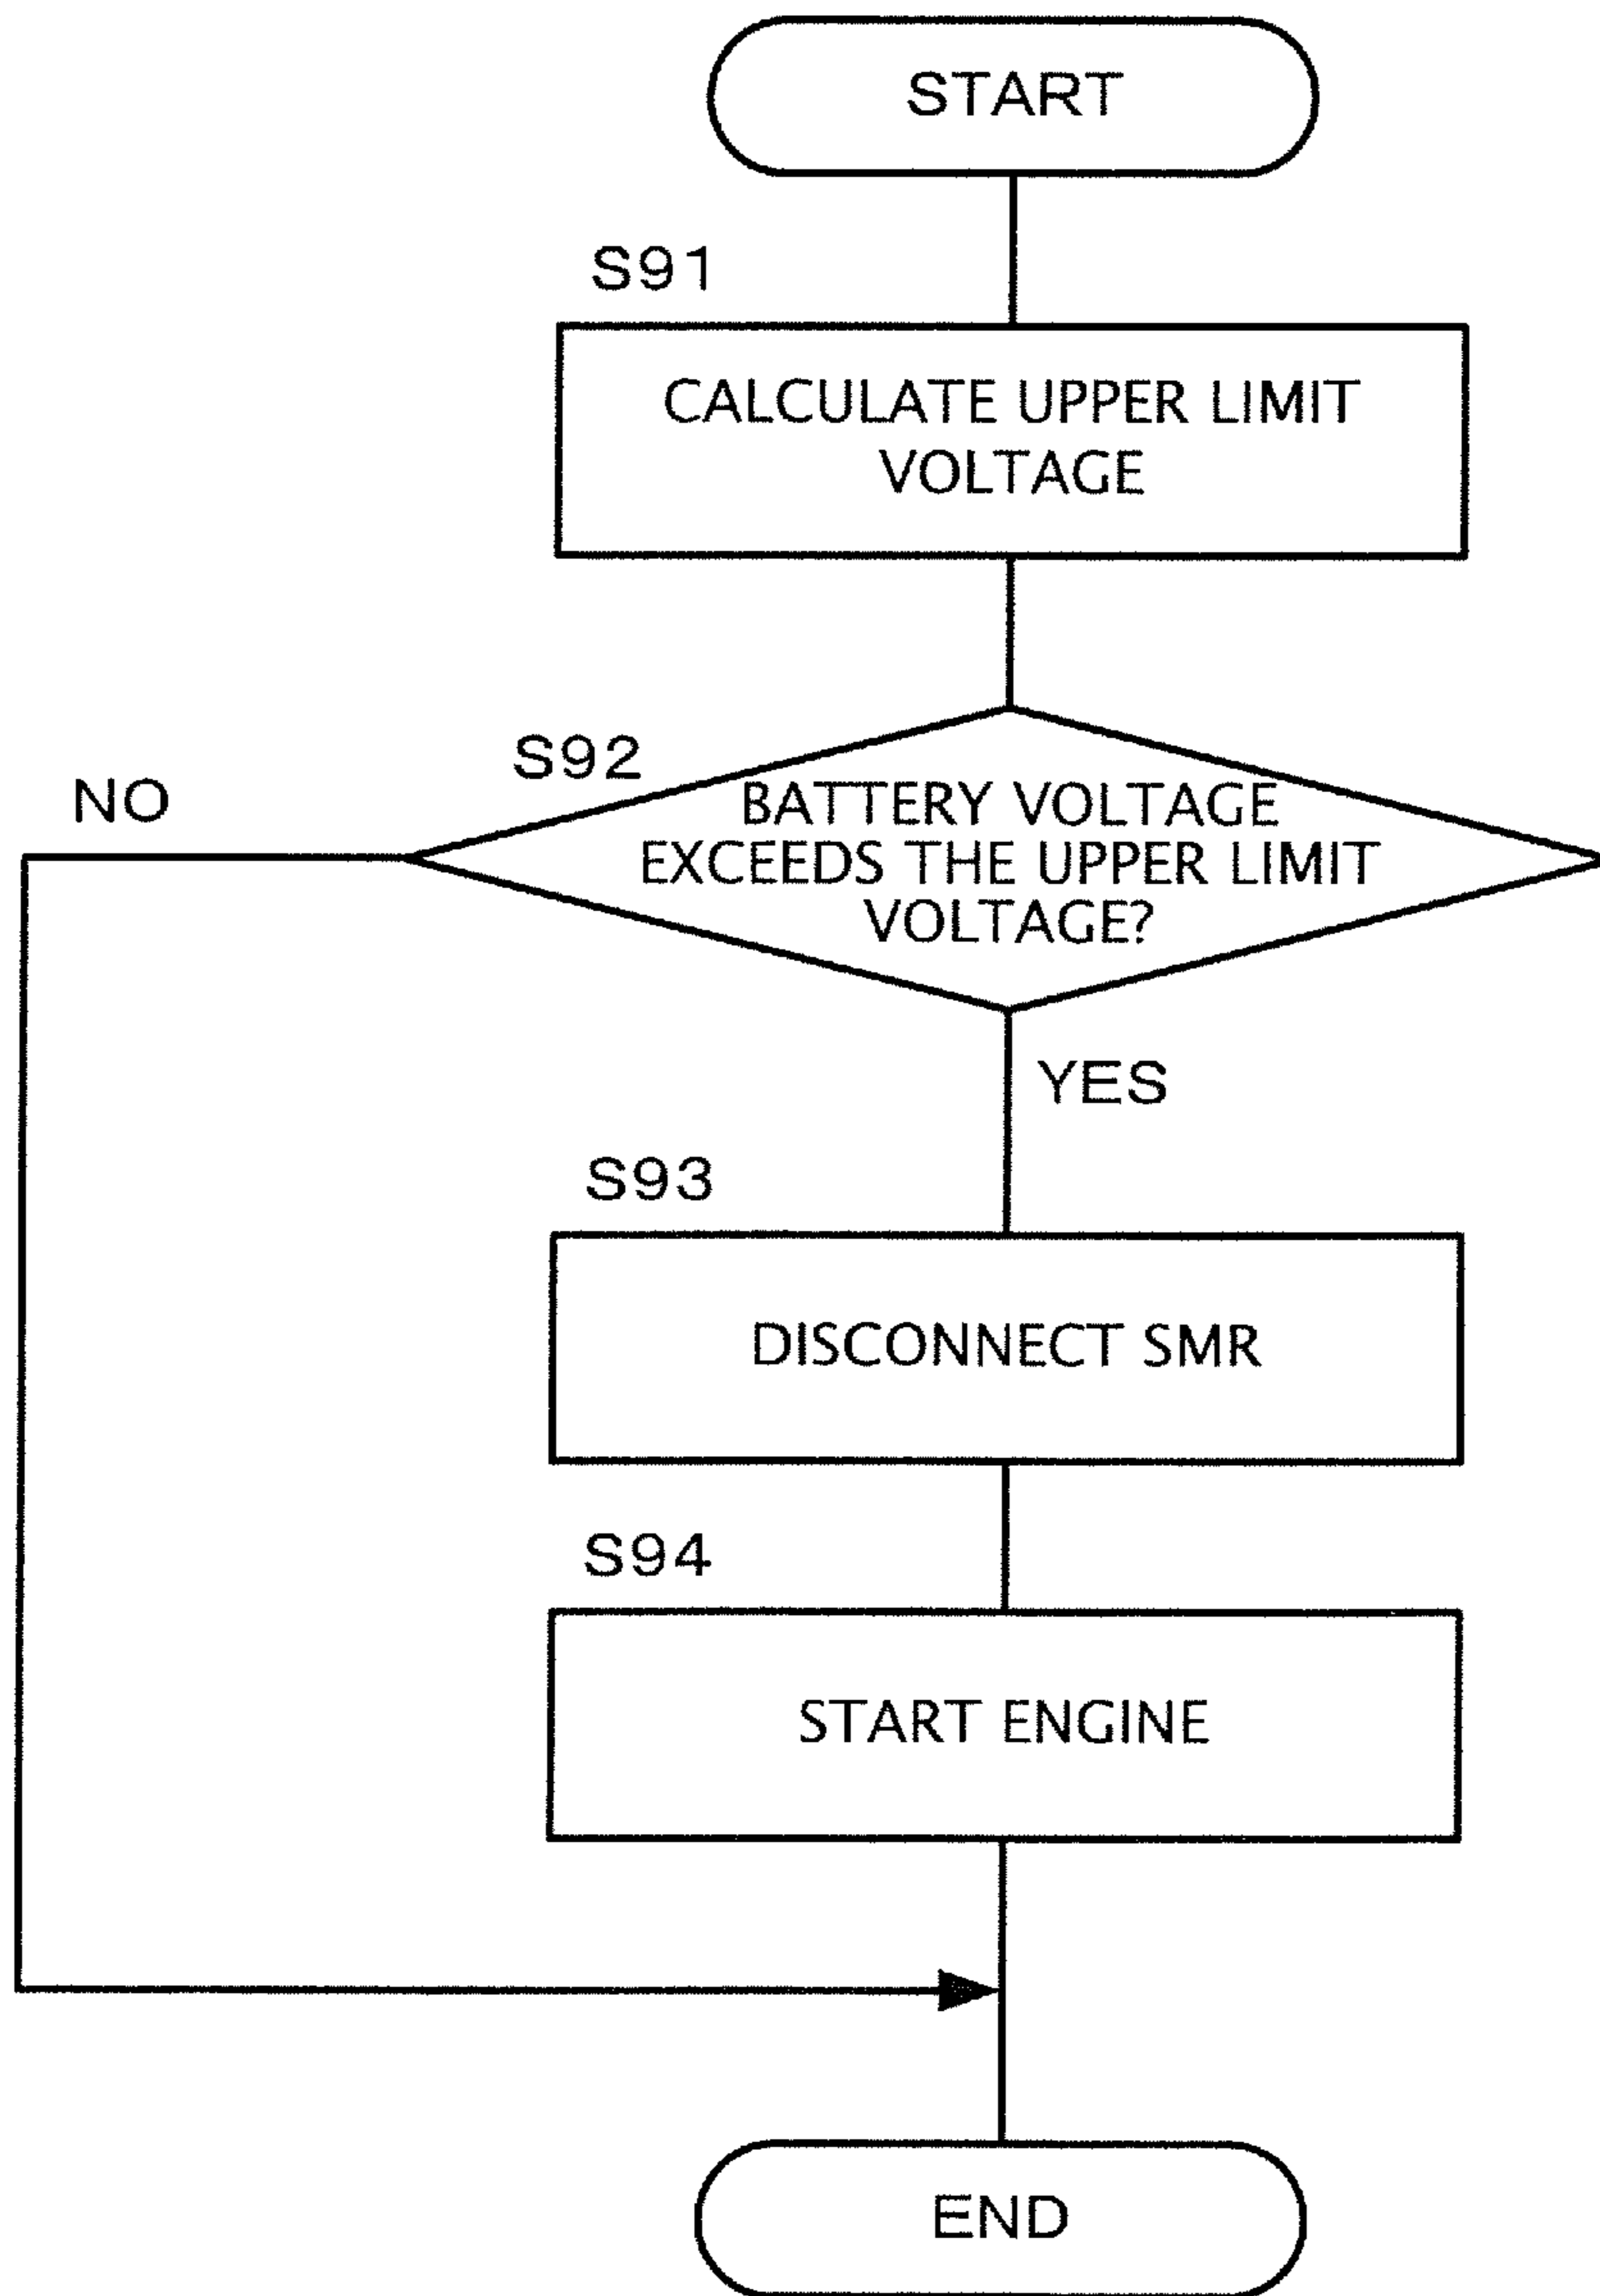 START
S91
CALCULATE UPPER LIMIT
VOLTAGE
S92
NO
BATTERY VOLTAGE
EXCEEDS THE UPPER LIMIT
VOLTAGE?
YES
S93
DISCONNECT SMR
S94
START ENGINE
END